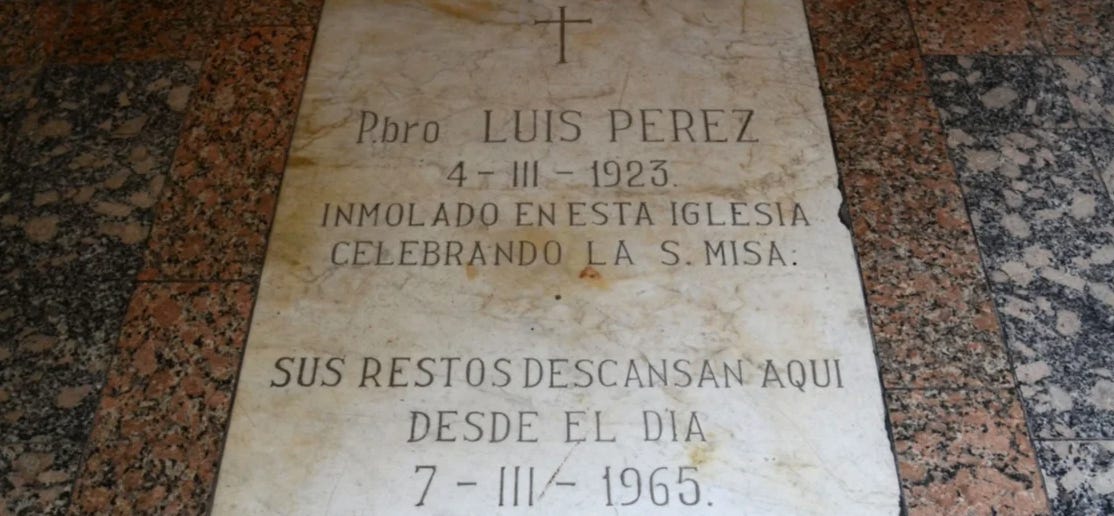 P.bro LUIS PEREZ
4 - III - 1923.
INMOLADO EN ESTA IGLESIA
CELEBRANDO LA S. MISA:
SUS RESTOS DESCANSAN AQUI
DESDE EL DIA
7 - III - 1965.